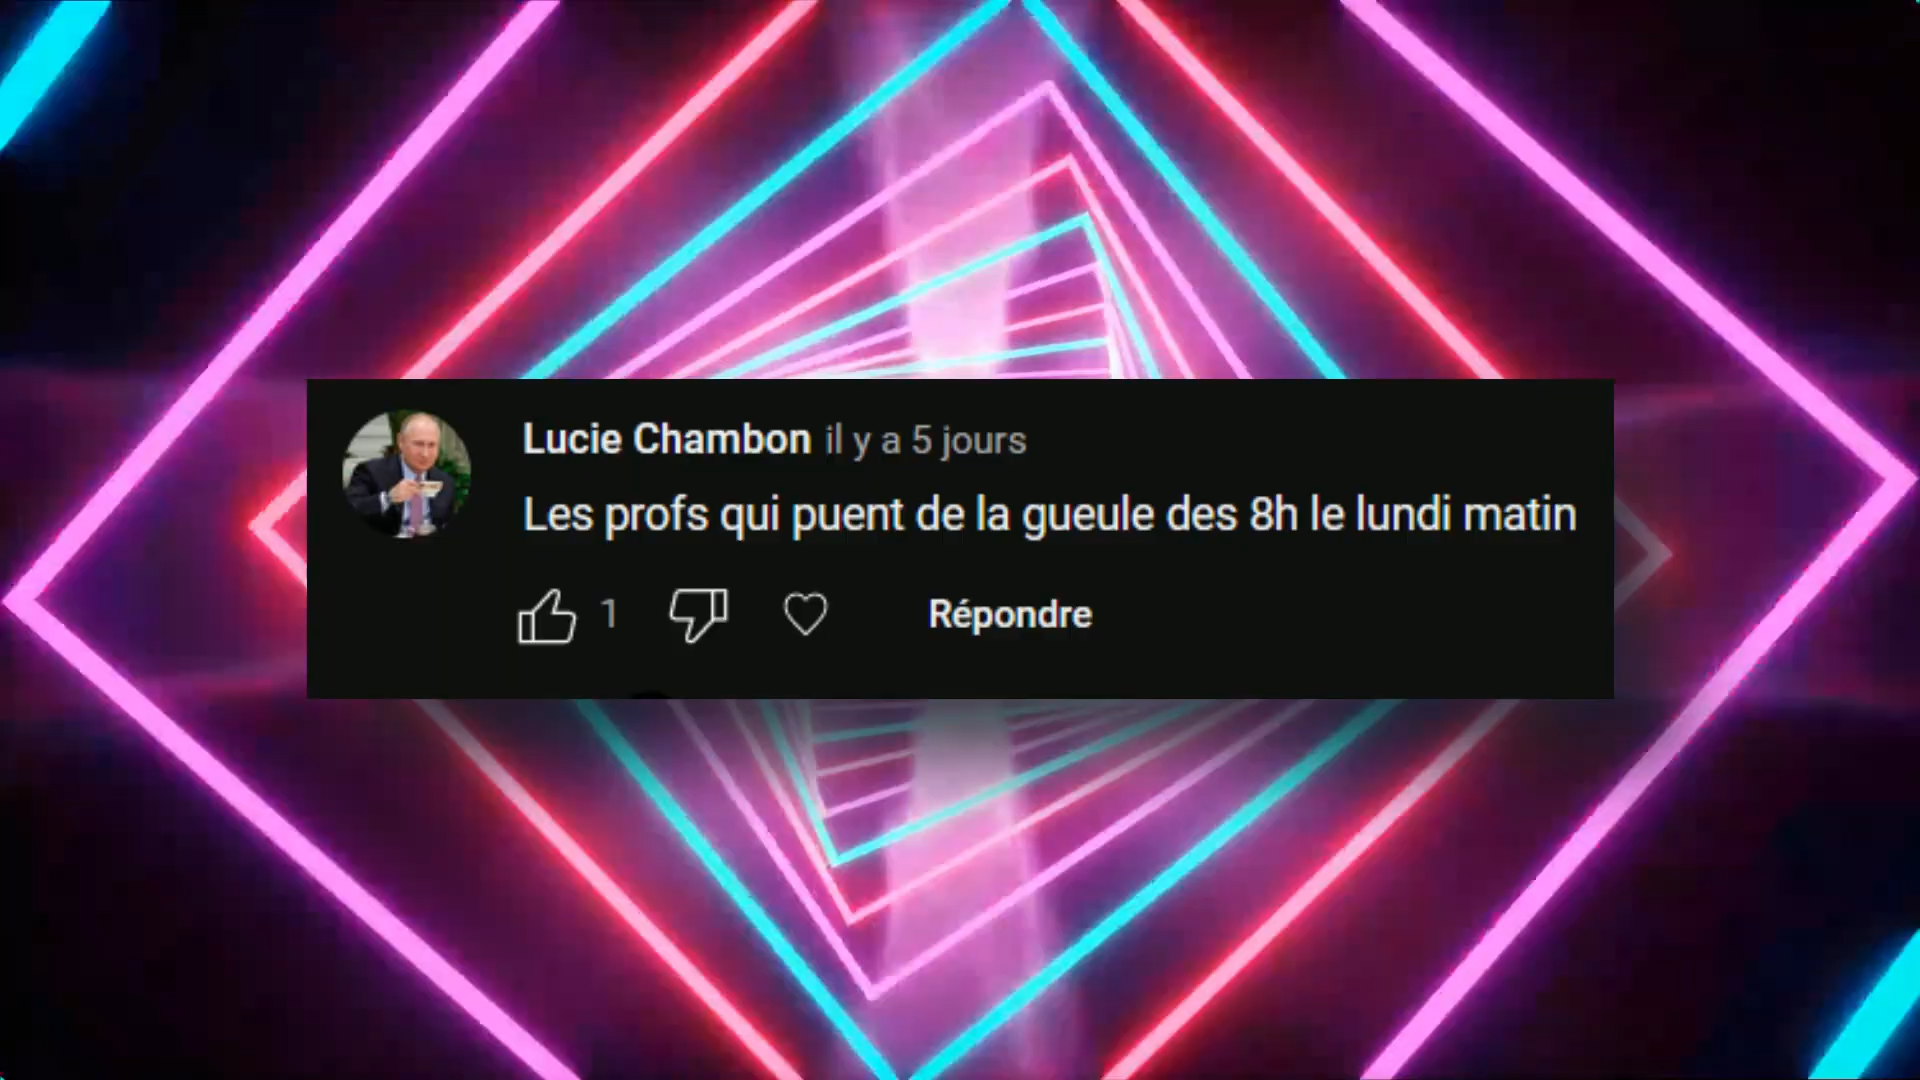 Lucie Chambon il y a 5 jours
Les profs qui puent de la gueule des 8h le lundi matin
1 Répondre